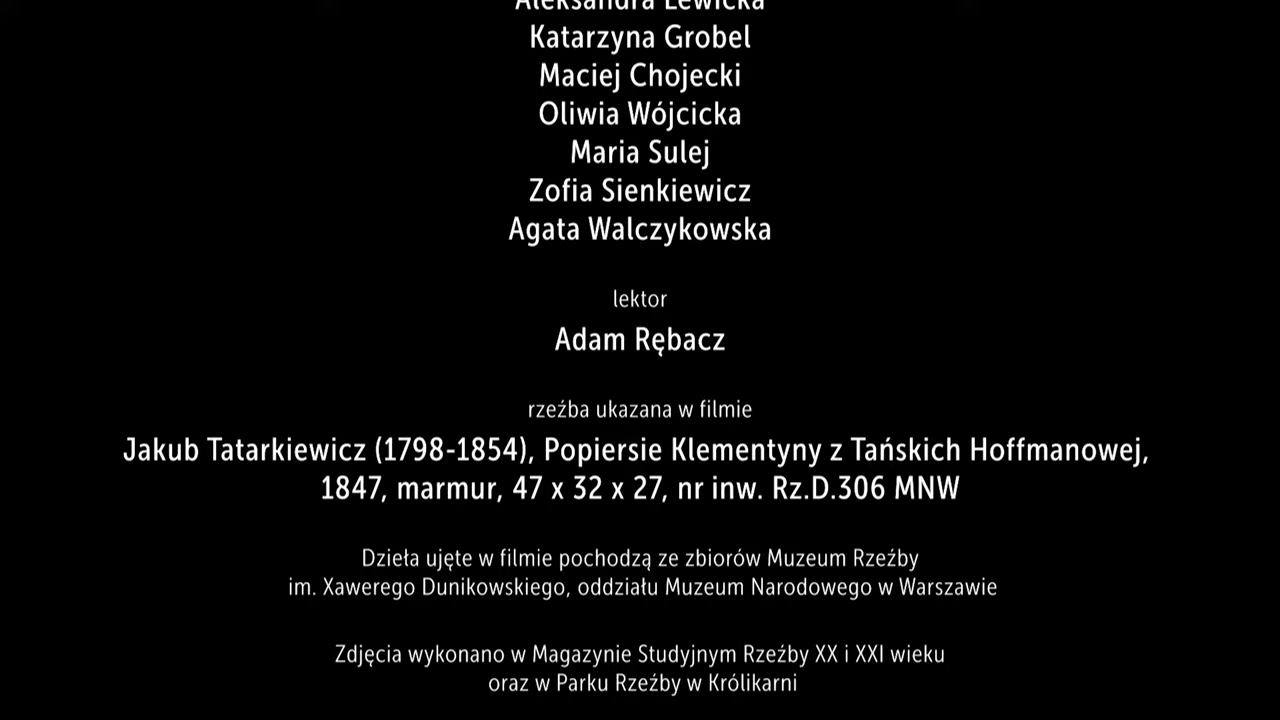 Aleksandra Lewicka
Katarzyna Grobel
Maciej Chojecki
Oliwia Wójcicka
Maria Sulej
Zofia Sienkiewicz
Agata Walczykowska
lektor
Adam Rębacz
rzeźba ukazana w filmie
Jakub Tatarkiewicz (1798-1854), Popiersie Klementyny z Tańskich Hoffmanowej,
1847, marmur, 47 x 32 x 27, nr inw. Rz.D.306 MNW
Dzieła ujęte w filmie pochodzą ze zbiorów Muzeum Rzeźby
im. Xawerego Dunikowskiego, oddziału Muzeum Narodowego w Warszawie
Zdjęcia wykonano w Magazynie Studyjnym Rzeźby XX i XXI wieku
oraz w Parku Rzeźby w Królikarni